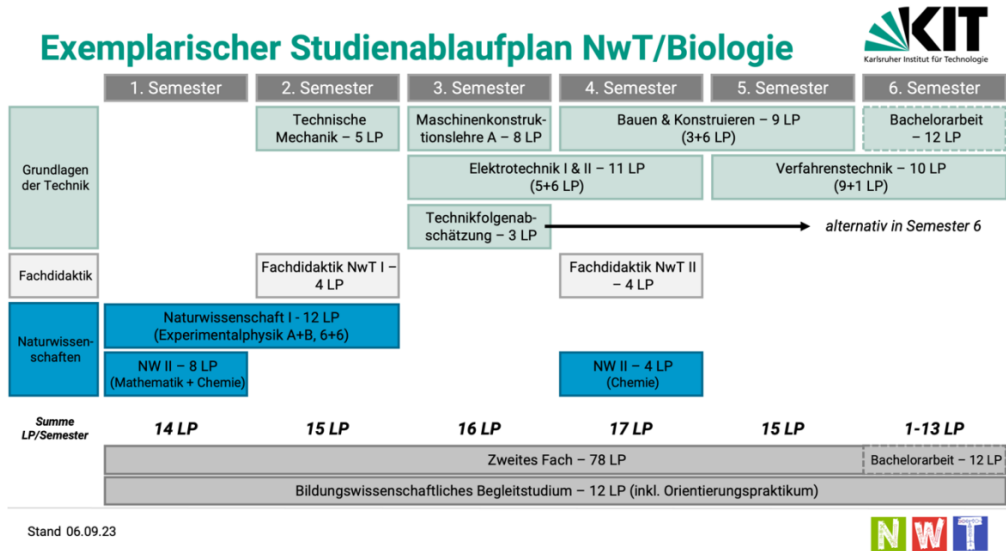 Exemplarischer Studienablaufplan NwT/Biologie
KIT
Karlsruher Institut für Technologie
1. Semester
2. Semester
3. Semester
4. Semester
5. Semester
6. Semester
Grundlagen
der Technik
Technische
Mechanik – 5 LP
Maschinenkonstruk-
tionslehre A – 8 LP
Bauen & Konstruieren – 9 LP
(3+6 LP)
Bachelorarbeit
– 12 LP
Elektrotechnik I & II – 11 LP
(5+6 LP)
Verfahrenstechnik – 10 LP
(9+1 LP)
Technikfolgenab-
schätzung – 3 LP
alternativ in Semester 6
Fachdidaktik
Fachdidaktik NwT I –
4 LP
Fachdidaktik NwT II
– 4 LP
Naturwissen-
schaften
Naturwissenschaft I - 12 LP
(Experimentalphysik A+B, 6+6)
NW II – 8 LP
(Mathematik + Chemie)
NW II – 4 LP
(Chemie)
Summe
LP/Semester
14 LP
15 LP
16 LP
17 LP
15 LP
1-13 LP
Zweites Fach – 78 LP
Bachelorarbeit – 12 LP
Bildungswissenschaftliches Begleitstudium – 12 LP (inkl. Orientierungspraktikum)
Stand 06.09.23
NWT